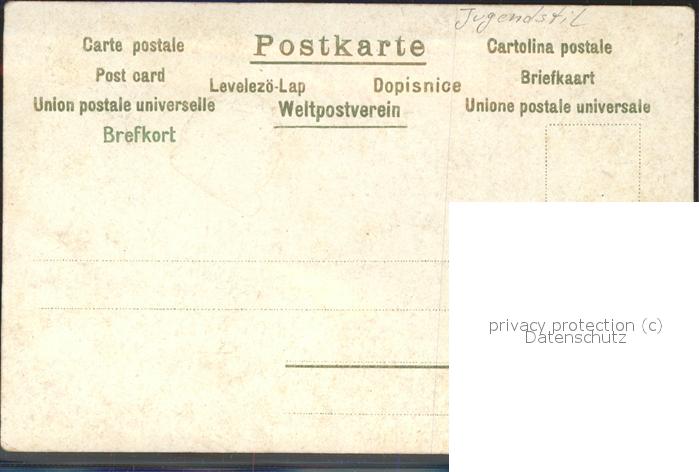 Jugendstil
Carte postale
Postkarte
Cartolina postale
Post card
Levelezö-Lap
Dopisnice
Briefkaart
Union postale universelle
Weltpostverein
Unione postale universale
Brefkort
privacy protection (c)
Datenschutz